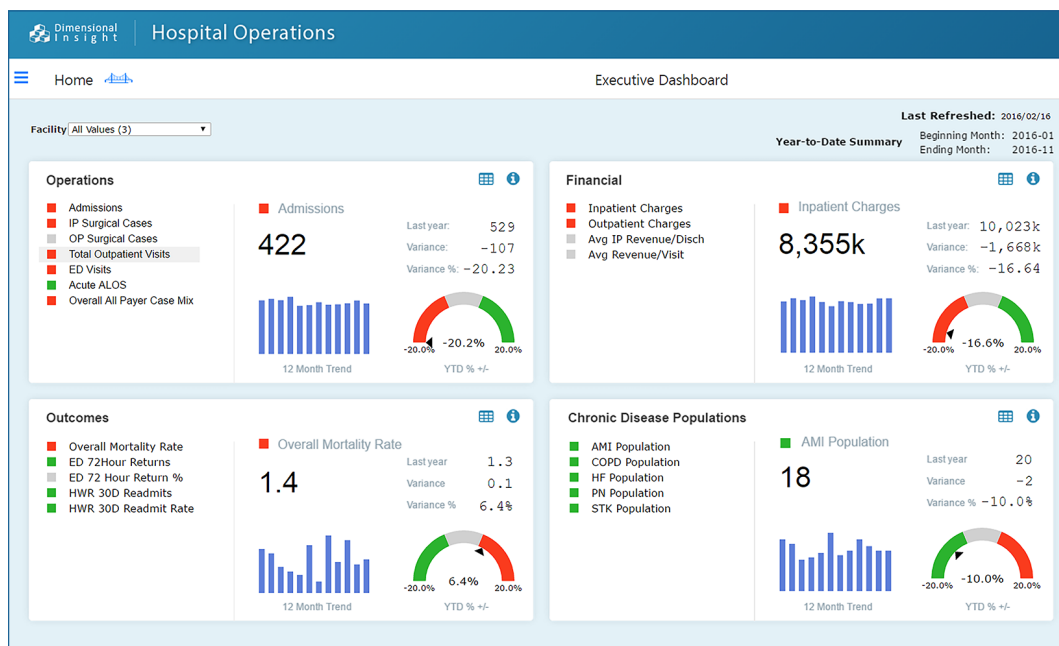 Dimensional
Insight
Hospital Operations
Home
Executive Dashboard
Last Refreshed: 2016/02/16
Facility All Values (3)
Year-to-Date Summary
Beginning Month: 2016-01
Ending Month: 2016-11
Operations
Admissions
IP Surgical Cases
OP Surgical Cases
Total Outpatient Visits
ED Visits
Acute ALOS
Overall All Payer Case Mix
Admissions
422
Last year: 529
Variance: -107
Variance %: -20.23
12 Month Trend
-20.2%
-20.0% 20.0%
YTD % +/-
Financial
Inpatient Charges
Outpatient Charges
Avg IP Revenue/Disch
Avg Revenue/Visit
Inpatient Charges
8,355k
Last year: 10,023k
Variance: -1,668k
Variance %: -16.64
12 Month Trend
-16.6%
-20.0% 20.0%
YTD % +/-
Outcomes
Overall Mortality Rate
ED 72Hour Returns
ED 72 Hour Return %
HWR 30D Readmits
HWR 30D Readmit Rate
Overall Mortality Rate
1.4
Last year 1.3
Variance 0.1
Variance % 6.4%
12 Month Trend
6.4%
-20.0% 20.0%
YTD % +/-
Chronic Disease Populations
AMI Population
COPD Population
HF Population
PN Population
STK Population
AMI Population
18
Last year 20
Variance -2
Variance % -10.0%
12 Month Trend
-10.0%
-20.0% 20.0%
YTD % +/-